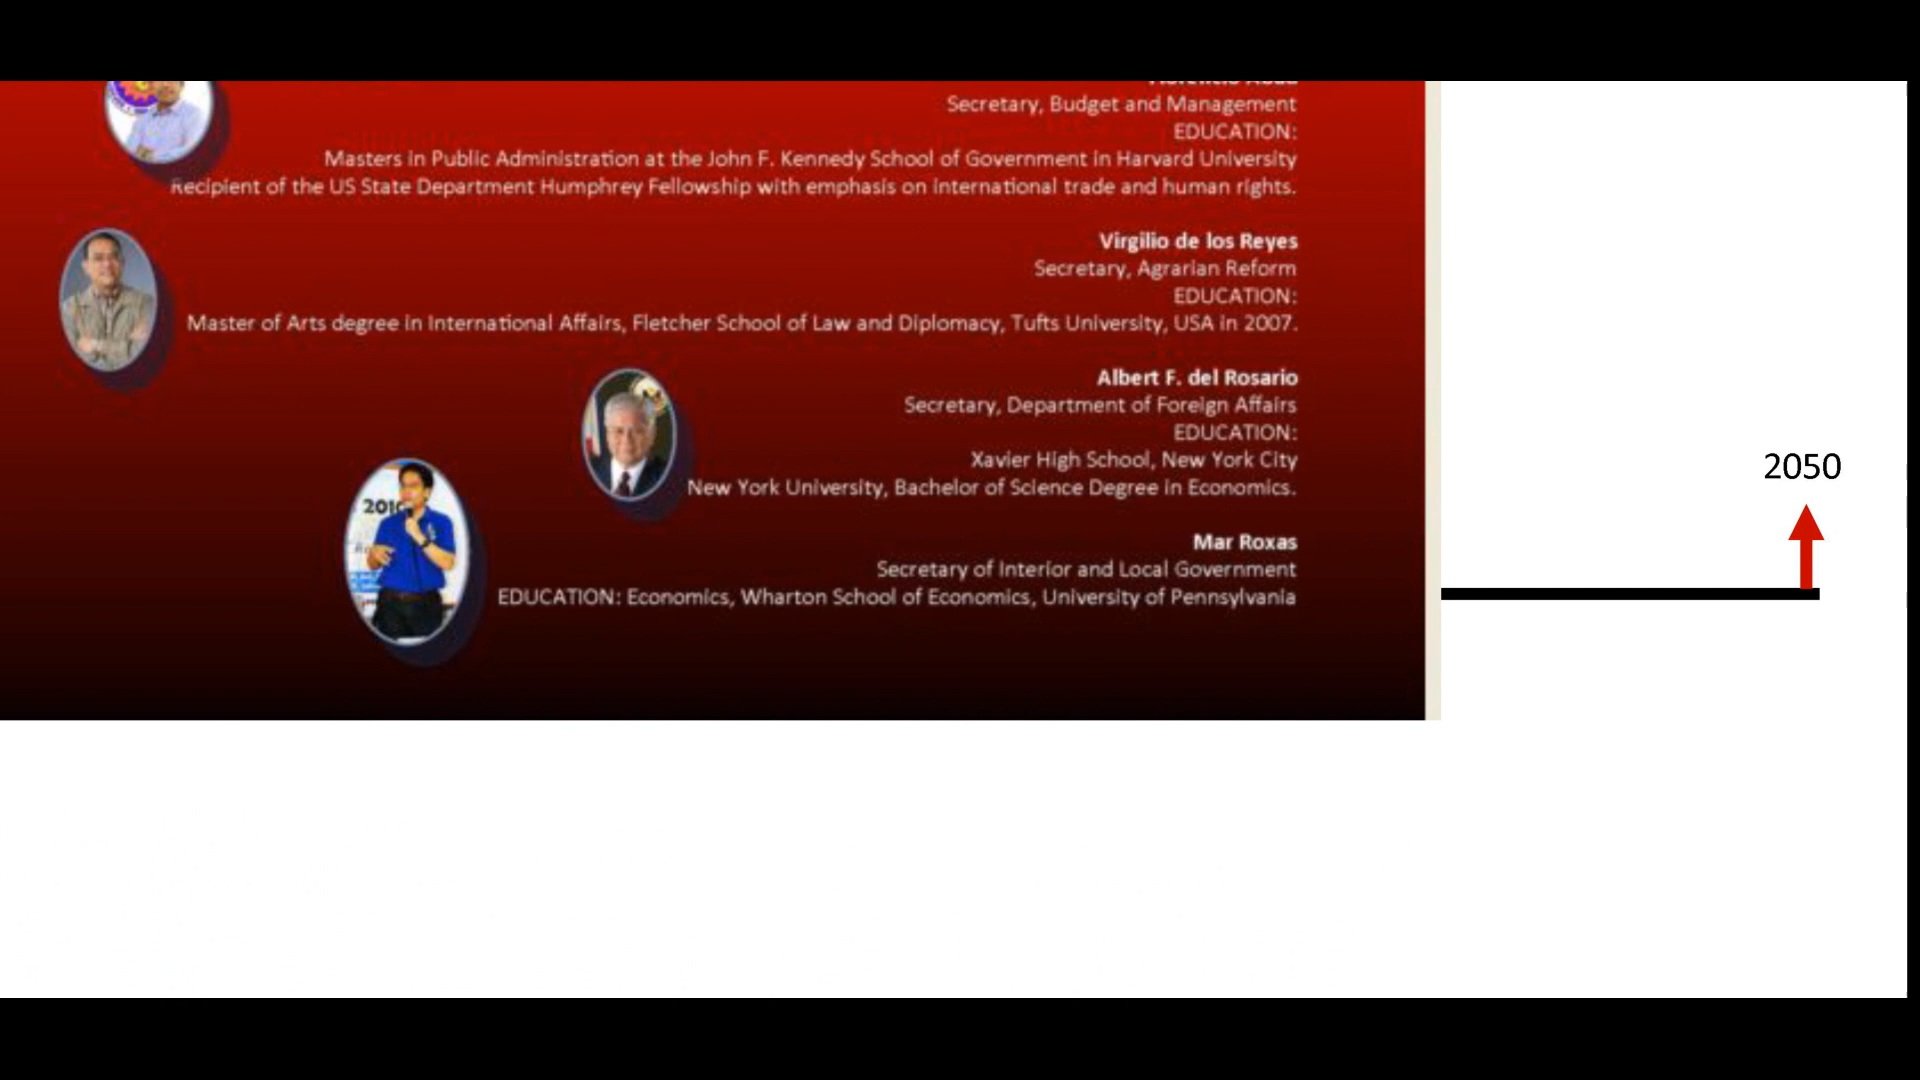 Secretary, Budget and Management
EDUCATION:
Masters in Public Administration at the John F. Kennedy School of Government in Harvard University
Recipient of the US State Department Humphrey Fellowship with emphasis on international trade and human rights.
Virgilio de los Reyes
Secretary, Agrarian Reform
EDUCATION:
Master of Arts degree in International Affairs, Fletcher School of Law and Diplomacy, Tufts University, USA in 2007.
Albert F. del Rosario
Secretary, Department of Foreign Affairs
EDUCATION:
Xavier High School, New York City
New York University, Bachelor of Science Degree in Economics.
2050
2010
Mar Roxas
Secretary of Interior and Local Government
EDUCATION: Economics, Wharton School of Economics, University of Pennsylvania